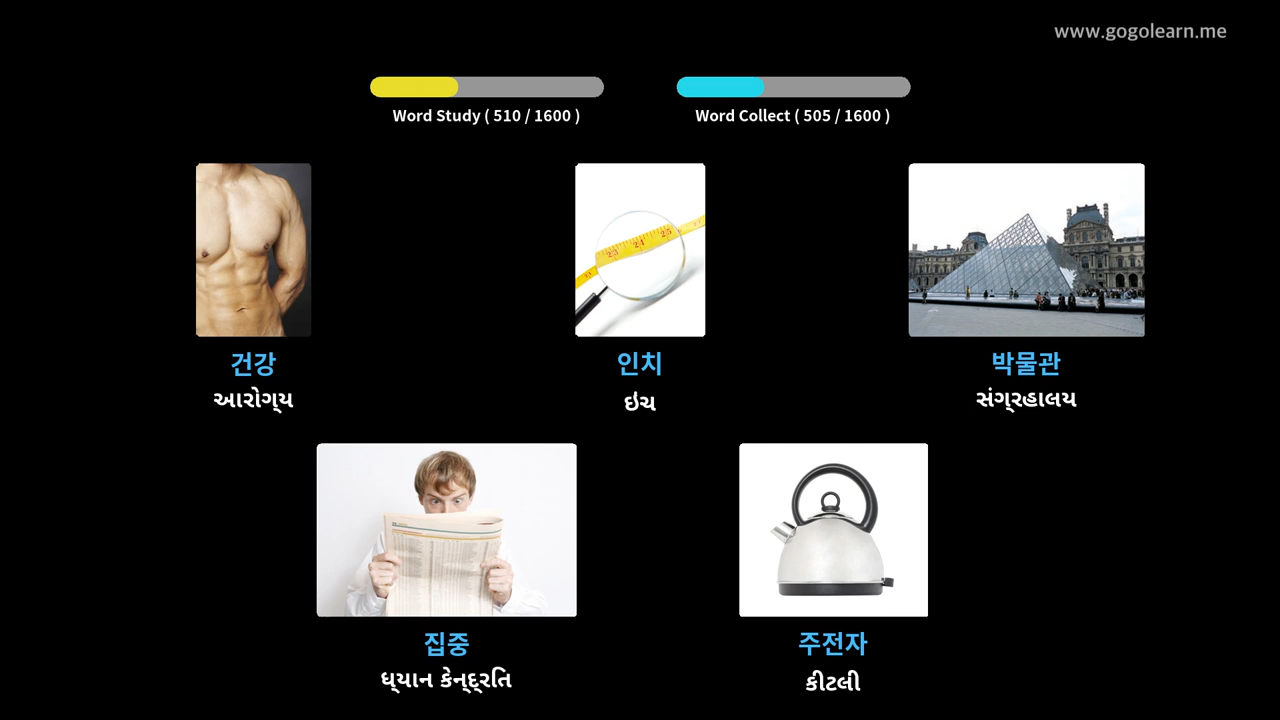 www.gogolearn.me
Word Study ( 510 / 1600 )
Word Collect ( 505 / 1600 )
건강
આરોગ્ય
인치
ઇંચ
박물관
સંગ્રહાલય
집중
ધ્યાન કેન્દ્રતિ
주전자
કીટલી